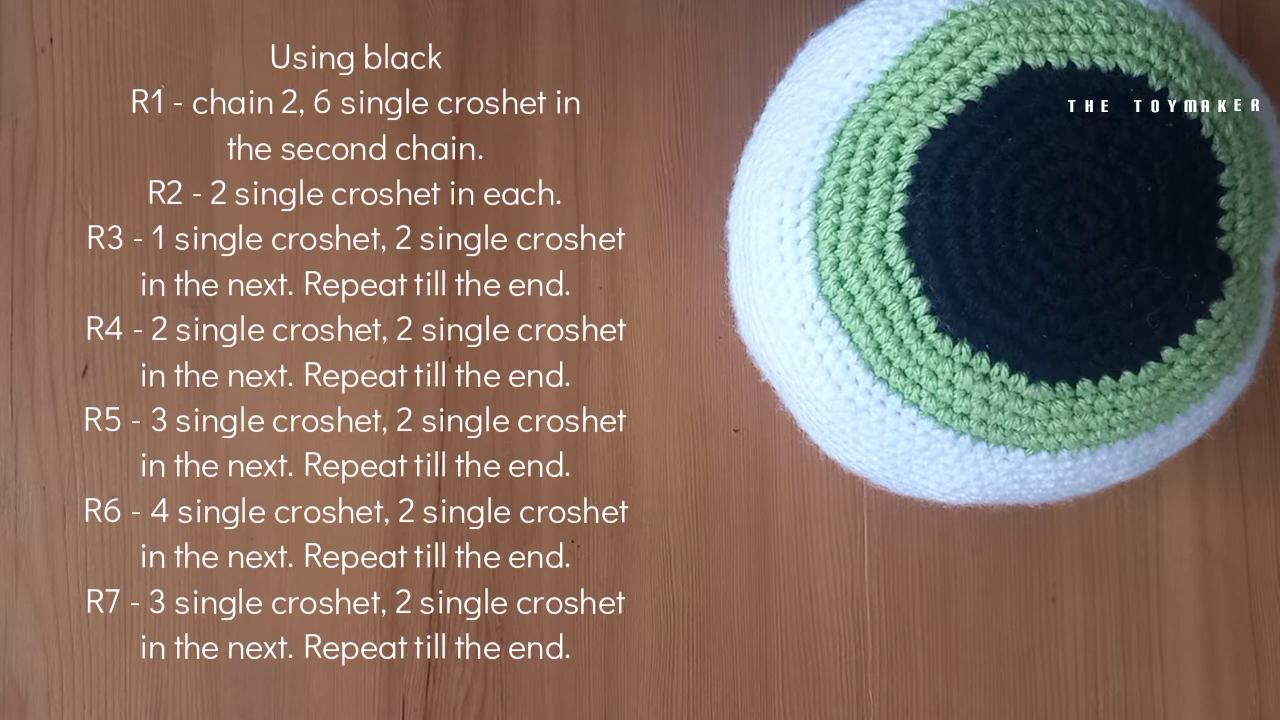 Using black
R1 - chain 2, 6 single croshet in
the second chain.
R2 - 2 single croshet in each.
R3 - 1 single croshet, 2 single croshet
in the next. Repeat till the end.
R4 - 2 single croshet, 2 single croshet
in the next. Repeat till the end.
R5 - 3 single croshet, 2 single croshet
in the next. Repeat till the end.
R6 - 4 single croshet, 2 single croshet
in the next. Repeat till the end.
R7 - 3 single croshet, 2 single croshet
in the next. Repeat till the end.
THE TOYMAKER